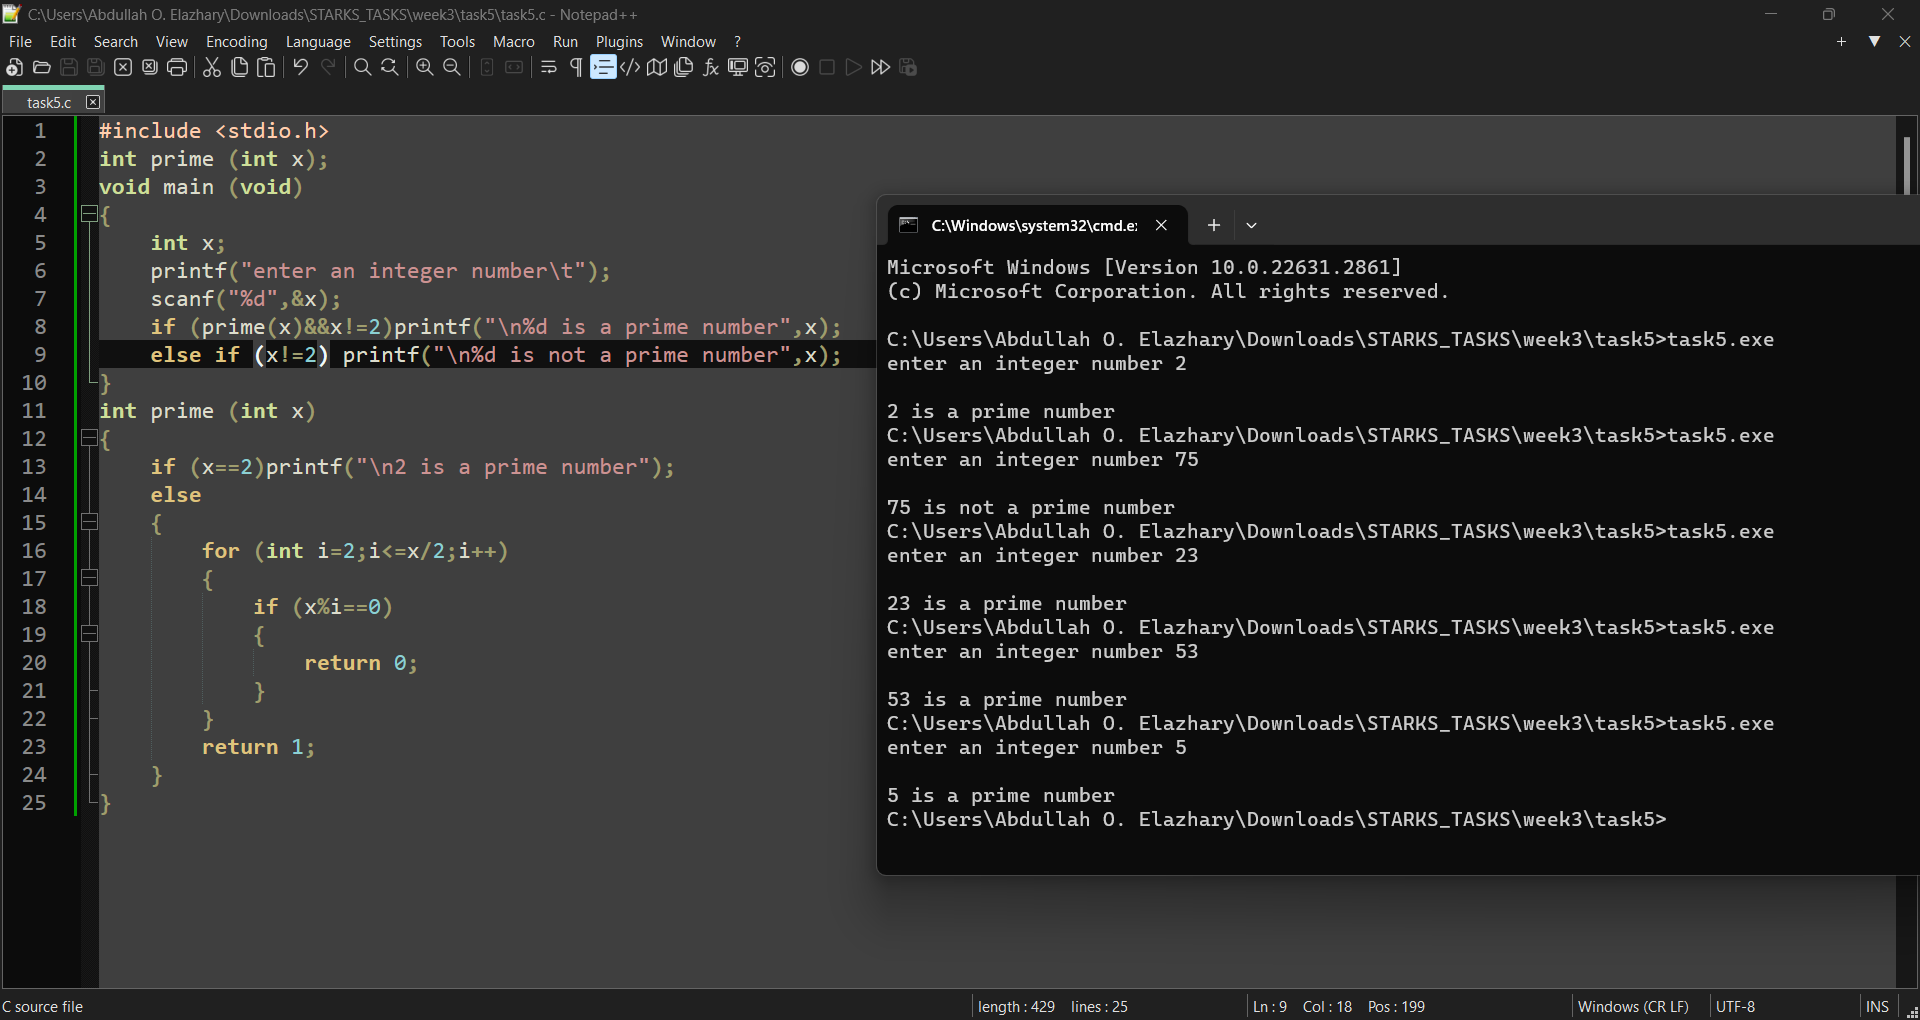 C:\Users\Abdullah O. Elazhary\Downloads\STARKS_TASKS\week3\task5\task5.c - Notepad++
File Edit Search View Encoding Language Settings Tools Macro Run Plugins Window ?
task5.c
1 #include <stdio.h>
2 int prime (int x);
3 void main (void)
4 {
5 int x;
6 printf("enter an integer number\t");
7 scanf("%d",&x);
8 if (prime(x)&&x!=2)printf("\n%d is a prime number",x);
9 else if (x!=2) printf("\n%d is not a prime number",x);
10 }
11 int prime (int x)
12 {
13 if (x==2)printf("\n2 is a prime number");
14 else
15 {
16 for (int i=2;i<=x/2;i++)
17 {
18 if (x%i==0)
19 {
20 return 0;
21 }
22 }
23 return 1;
24 }
25 }
C:\Windows\system32\cmd.e
Microsoft Windows [Version 10.0.22631.2861]
(c) Microsoft Corporation. All rights reserved.
C:\Users\Abdullah O. Elazhary\Downloads\STARKS_TASKS\week3\task5>task5.exe
enter an integer number 2
2 is a prime number
C:\Users\Abdullah O. Elazhary\Downloads\STARKS_TASKS\week3\task5>task5.exe
enter an integer number 75
75 is not a prime number
C:\Users\Abdullah O. Elazhary\Downloads\STARKS_TASKS\week3\task5>task5.exe
enter an integer number 23
23 is a prime number
C:\Users\Abdullah O. Elazhary\Downloads\STARKS_TASKS\week3\task5>task5.exe
enter an integer number 53
53 is a prime number
C:\Users\Abdullah O. Elazhary\Downloads\STARKS_TASKS\week3\task5>task5.exe
enter an integer number 5
5 is a prime number
C:\Users\Abdullah O. Elazhary\Downloads\STARKS_TASKS\week3\task5>
C source file length : 429 lines : 25 Ln : 9 Col : 18 Pos : 199 Windows (CR LF) UTF-8 INS